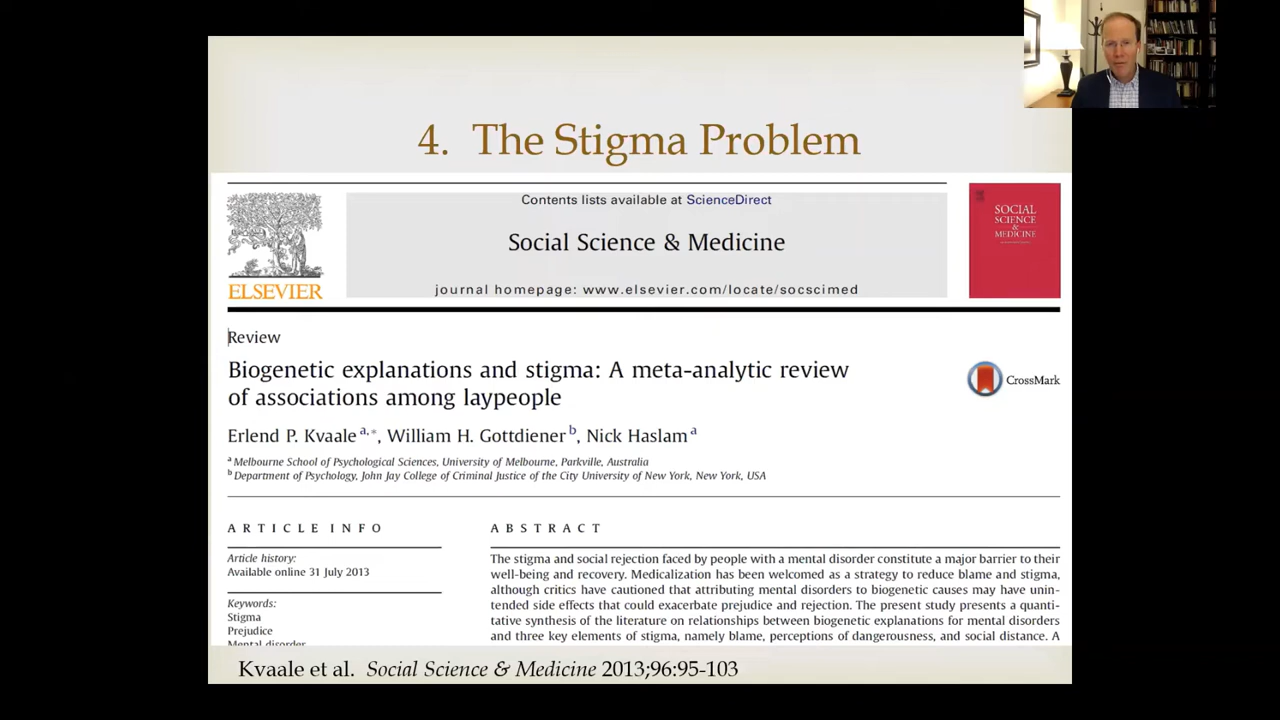 4. The Stigma Problem
Contents lists available at ScienceDirect
Social Science & Medicine
journal homepage: www.elsevier.com/locate/socscimed
ELSEVIER
SOCIAL
SCIENCE
&
MEDICINE
Review
Biogenetic explanations and stigma: A meta-analytic review
of associations among laypeople
CrossMark
Erlend P. Kvaale a,*, William H. Gottdiener b, Nick Haslam a
a Melbourne School of Psychological Sciences, University of Melbourne, Parkville, Australia
b Department of Psychology, John Jay College of Criminal Justice of the City University of New York, New York, USA
ARTICLE INFO
Article history:
Available online 31 July 2013
Keywords:
Stigma
Prejudice
Mental disorder
ABSTRACT
The stigma and social rejection faced by people with a mental disorder constitute a major barrier to their
well-being and recovery. Medicalization has been welcomed as a strategy to reduce blame and stigma,
although critics have cautioned that attributing mental disorders to biogenetic causes may have unin-
tended side effects that could exacerbate prejudice and rejection. The present study presents a quanti-
tative synthesis of the literature on relationships between biogenetic explanations for mental disorders
and three key elements of stigma, namely blame, perceptions of dangerousness, and social distance. A
Kvaale et al. Social Science & Medicine 2013;96:95-103